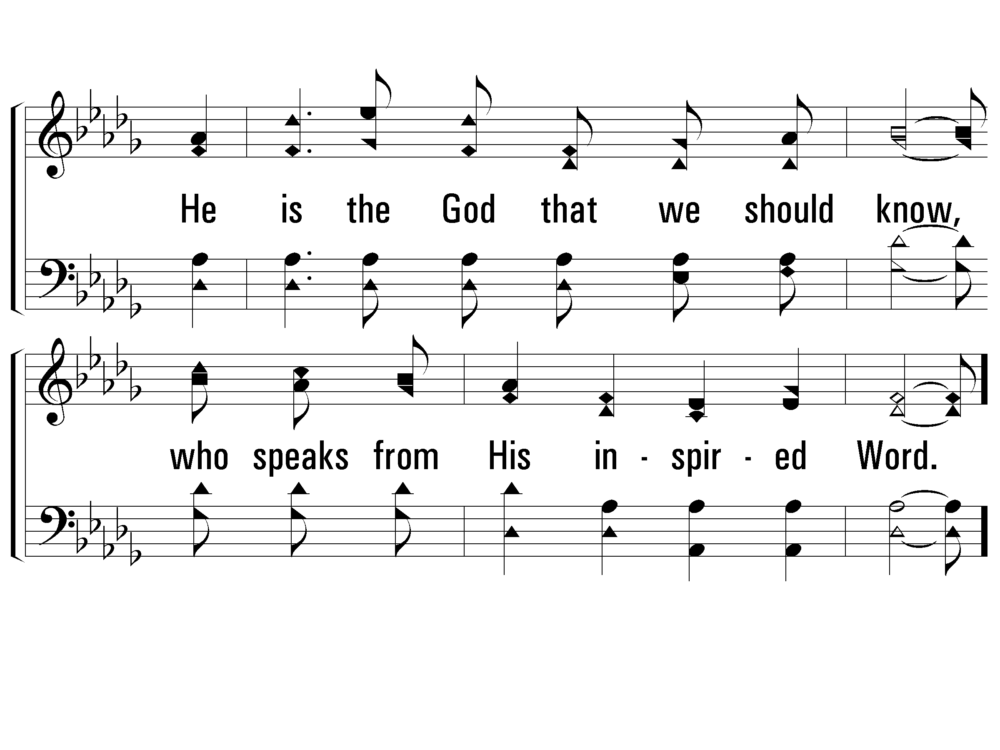 He is the God that we should know,
who speaks from His in - spir - ed Word.